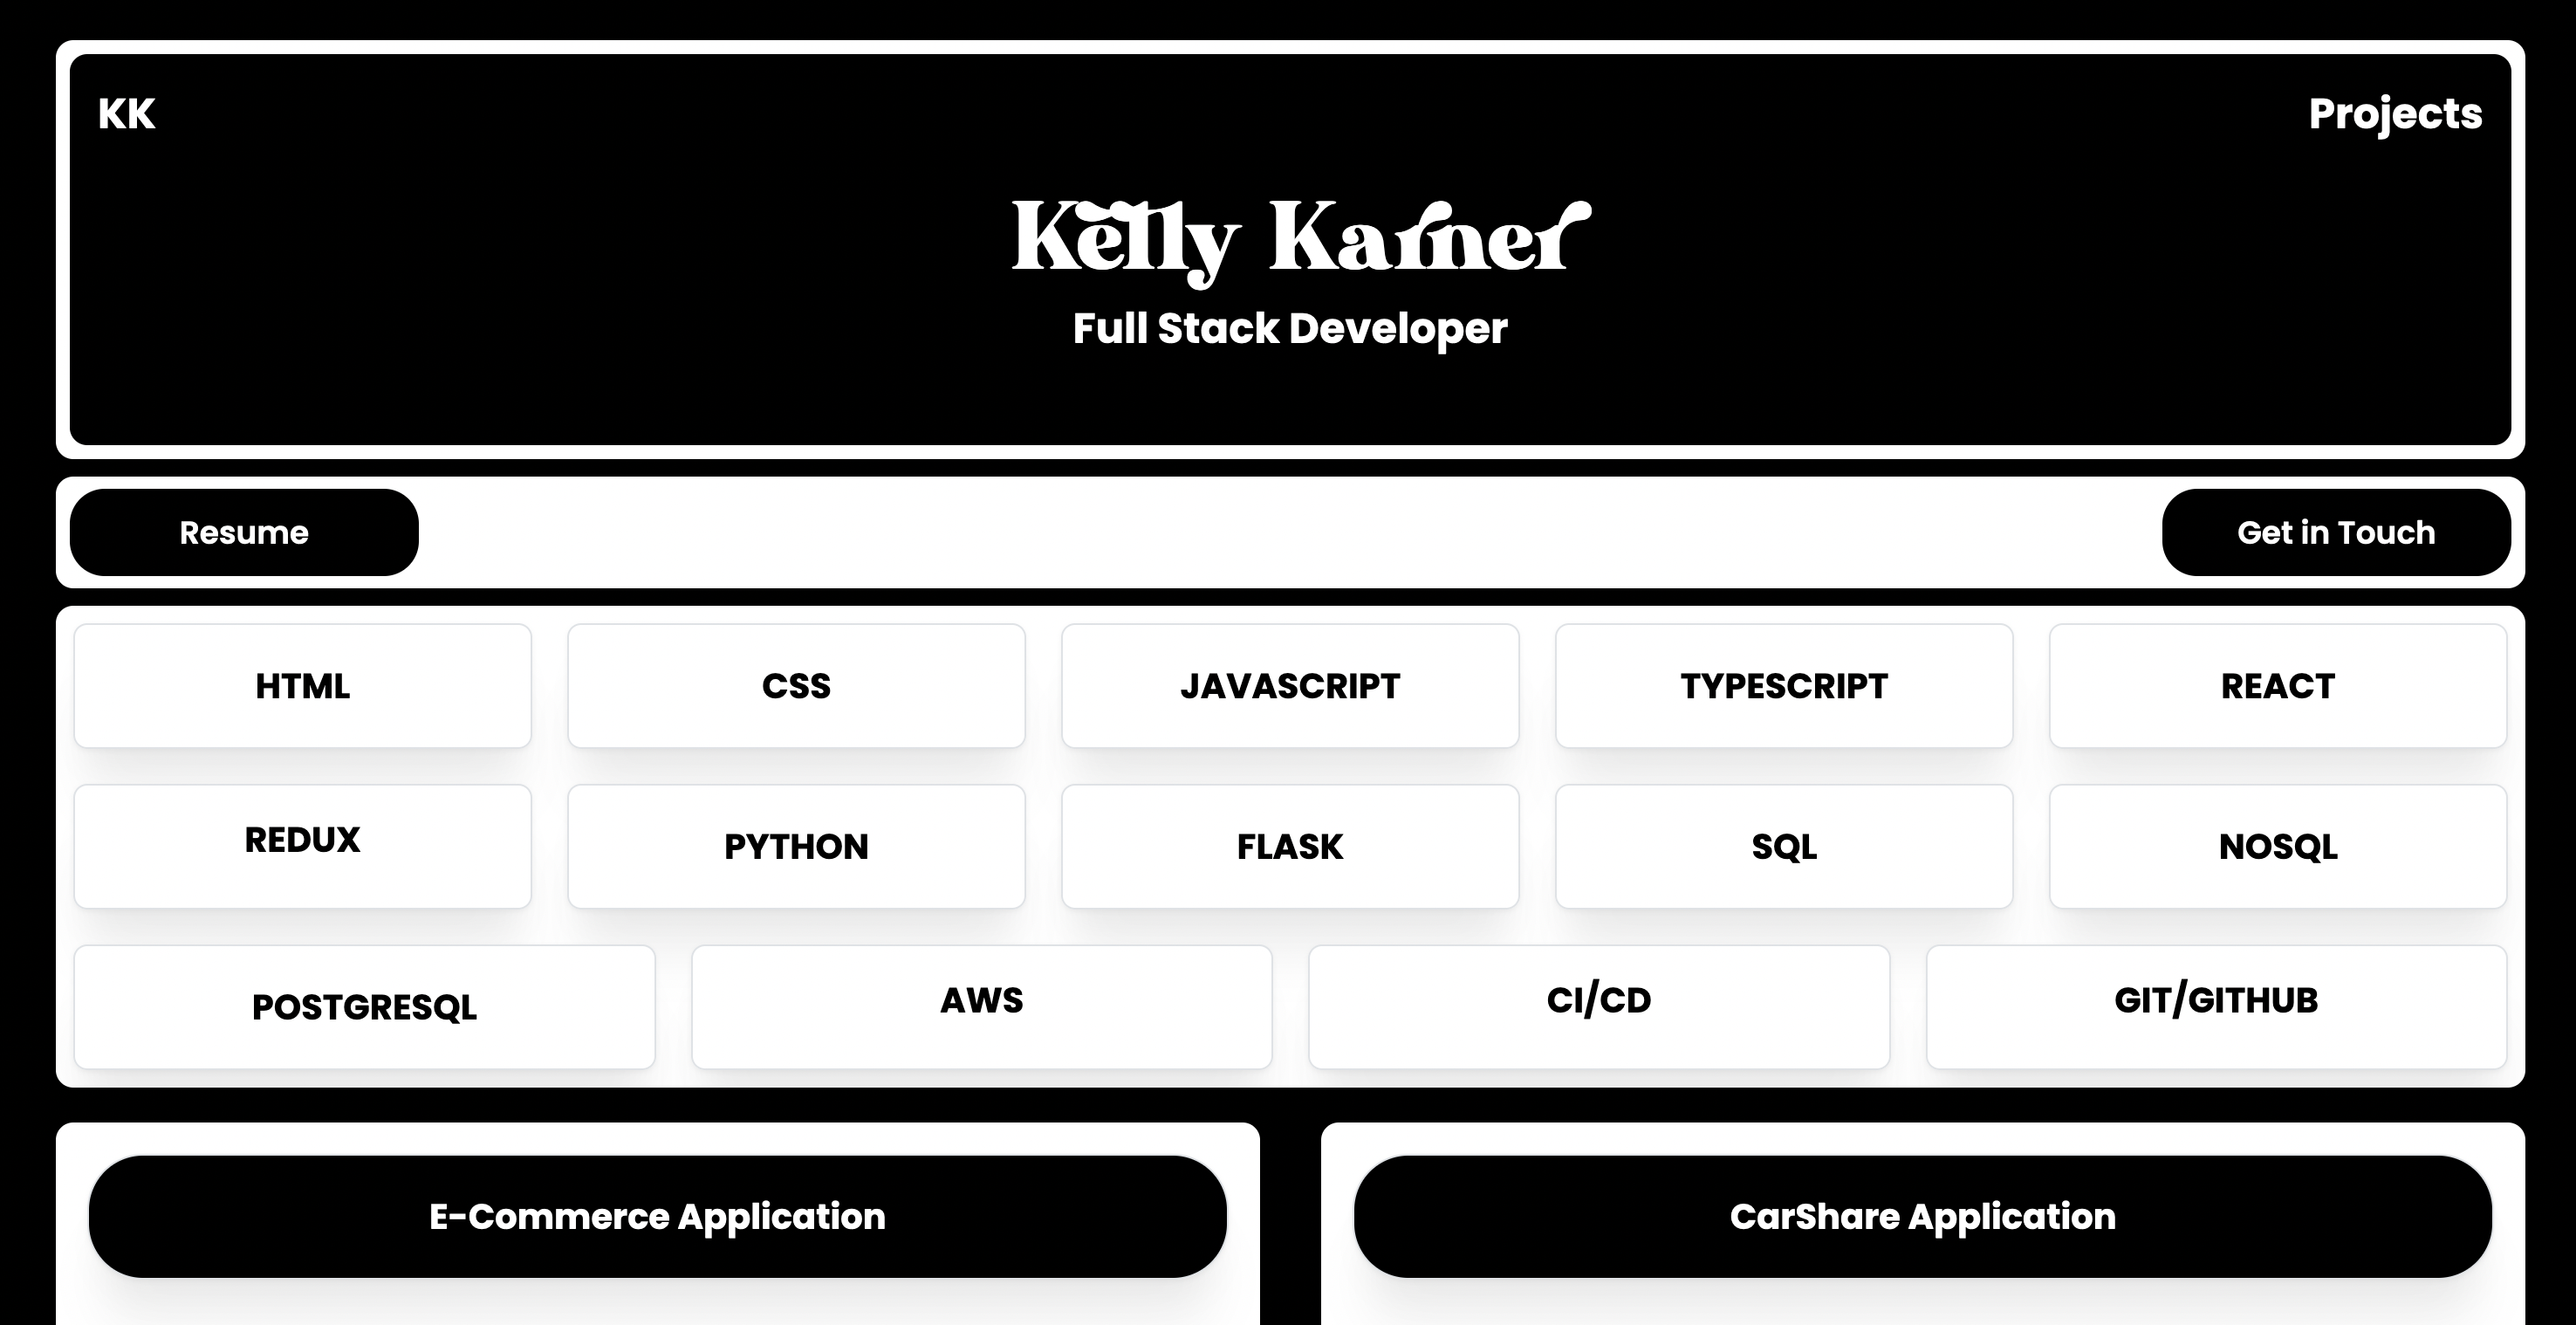 KK Projects
Kelly Karner
Full Stack Developer
Resume Get in Touch
HTML CSS JAVASCRIPT TYPESCRIPT REACT
REDUX PYTHON FLASK SQL NOSQL
POSTGRESQL AWS CI/CD GIT/GITHUB
E-Commerce Application CarShare Application